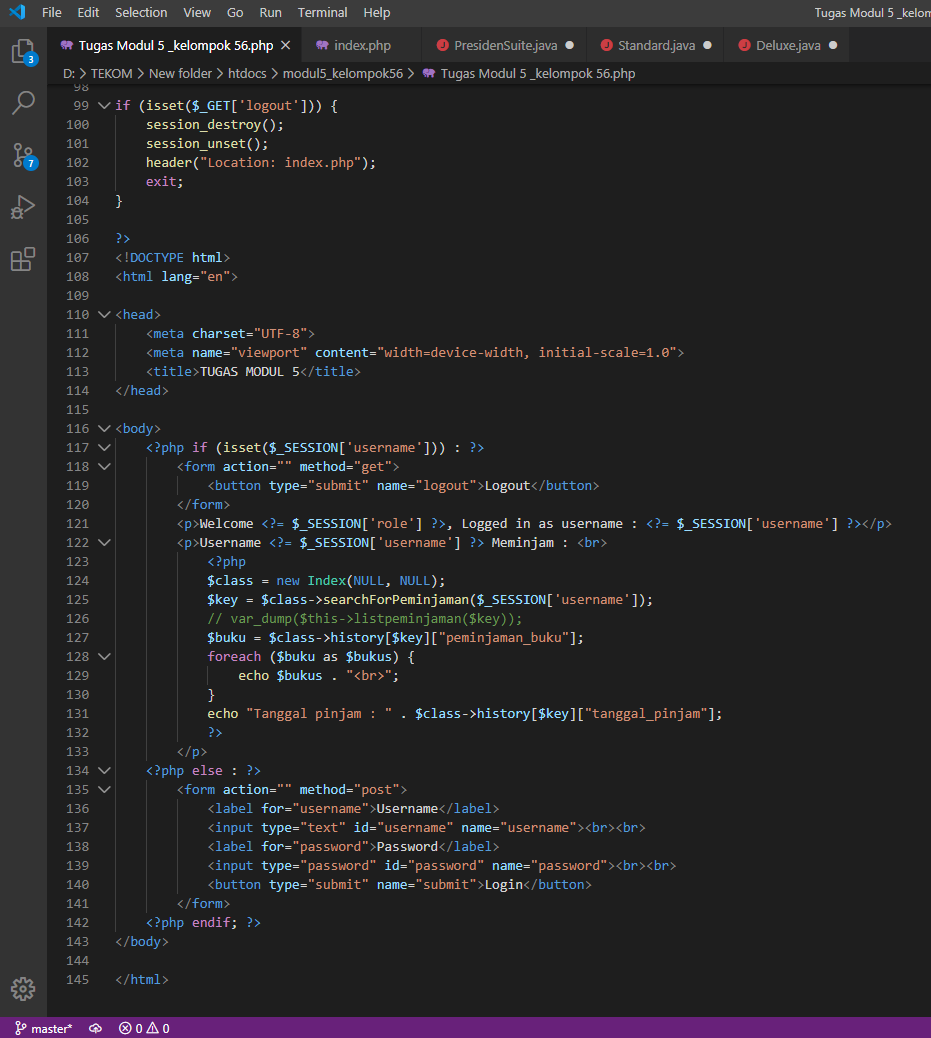 File Edit Selection View Go Run Terminal Help Tugas Modul 5 _kelom
Tugas Modul 5 _kelompok 56.php index.php PresidenSuite.java Standard.java Deluxe.java
3
D: > TEKOM > New folder > htdocs > modul5_kelompok56 > Tugas Modul 5 _kelompok 56.php
98
99 if (isset($_GET['logout'])) {
100     session_destroy();
101     session_unset();
102     header("Location: index.php");
7
103     exit;
104 }
105
106 ?>
107 <!DOCTYPE html>
108 <html lang="en">
109
110 <head>
111     <meta charset="UTF-8">
112     <meta name="viewport" content="width=device-width, initial-scale=1.0">
113     <title>TUGAS MODUL 5</title>
114 </head>
115
116 <body>
117     <?php if (isset($_SESSION['username'])) : ?>
118         <form action="" method="get">
119             <button type="submit" name="logout">Logout</button>
120         </form>
121         <p>Welcome <?= $_SESSION['role'] ?>, Logged in as username : <?= $_SESSION['username'] ?></p>
122         <p>Username <?= $_SESSION['username'] ?> Meminjam : <br>
123             <?php
124             $class = new Index(NULL, NULL);
125             $key = $class->searchForPeminjaman($_SESSION['username']);
126             // var_dump($this->listpeminjaman($key));
127             $buku = $class->history[$key]["peminjaman_buku"];
128             foreach ($buku as $bukus) {
129                 echo $bukus . "<br>";
130             }
131             echo "Tanggal pinjam : " . $class->history[$key]["tanggal_pinjam"];
132             ?>
133         </p>
134     <?php else : ?>
135         <form action="" method="post">
136             <label for="username">Username</label>
137             <input type="text" id="username" name="username"><br><br>
138             <label for="password">Password</label>
139             <input type="password" id="password" name="password"><br><br>
140             <button type="submit" name="submit">Login</button>
141         </form>
142     <?php endif; ?>
143 </body>
144
145 </html>
master* 0 0